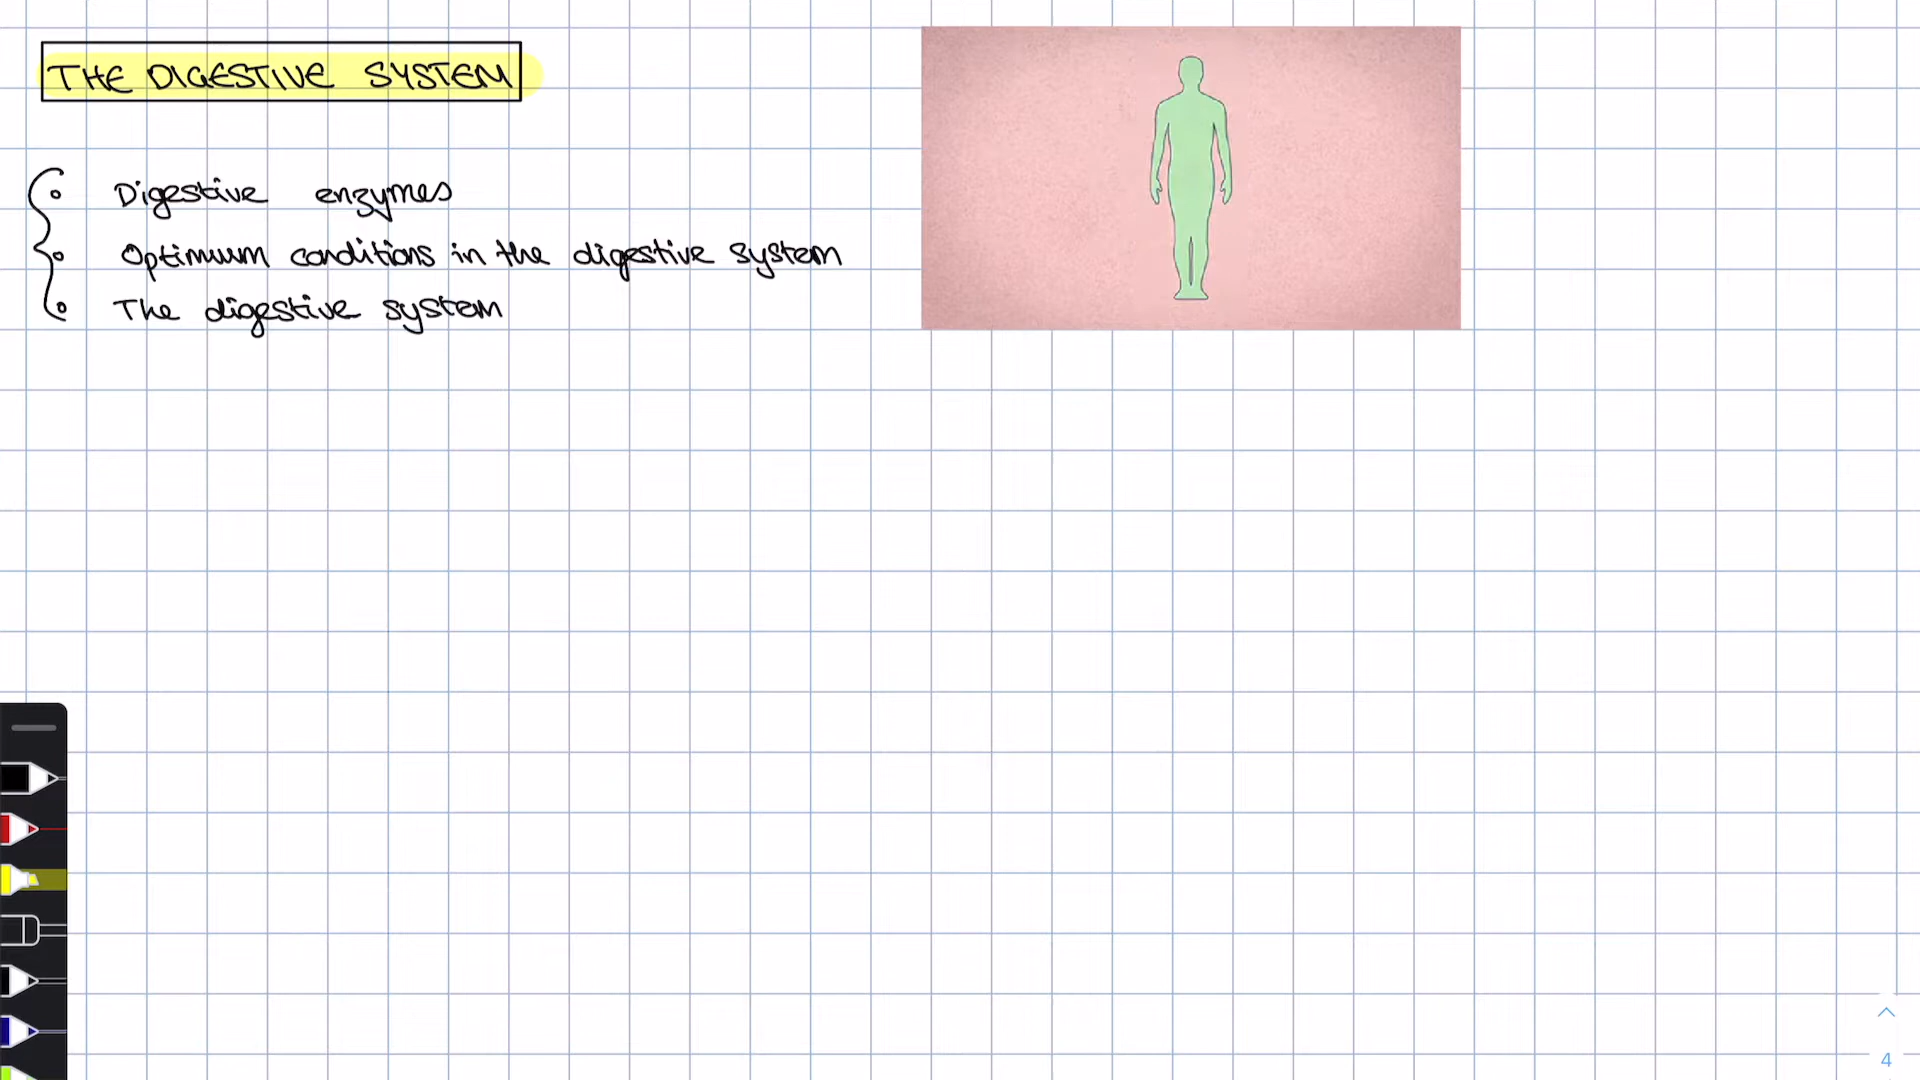 THE DIGESTIVE SYSTEM
Digestive enzymes
Optimum conditions in the digestive system
The digestive system
4